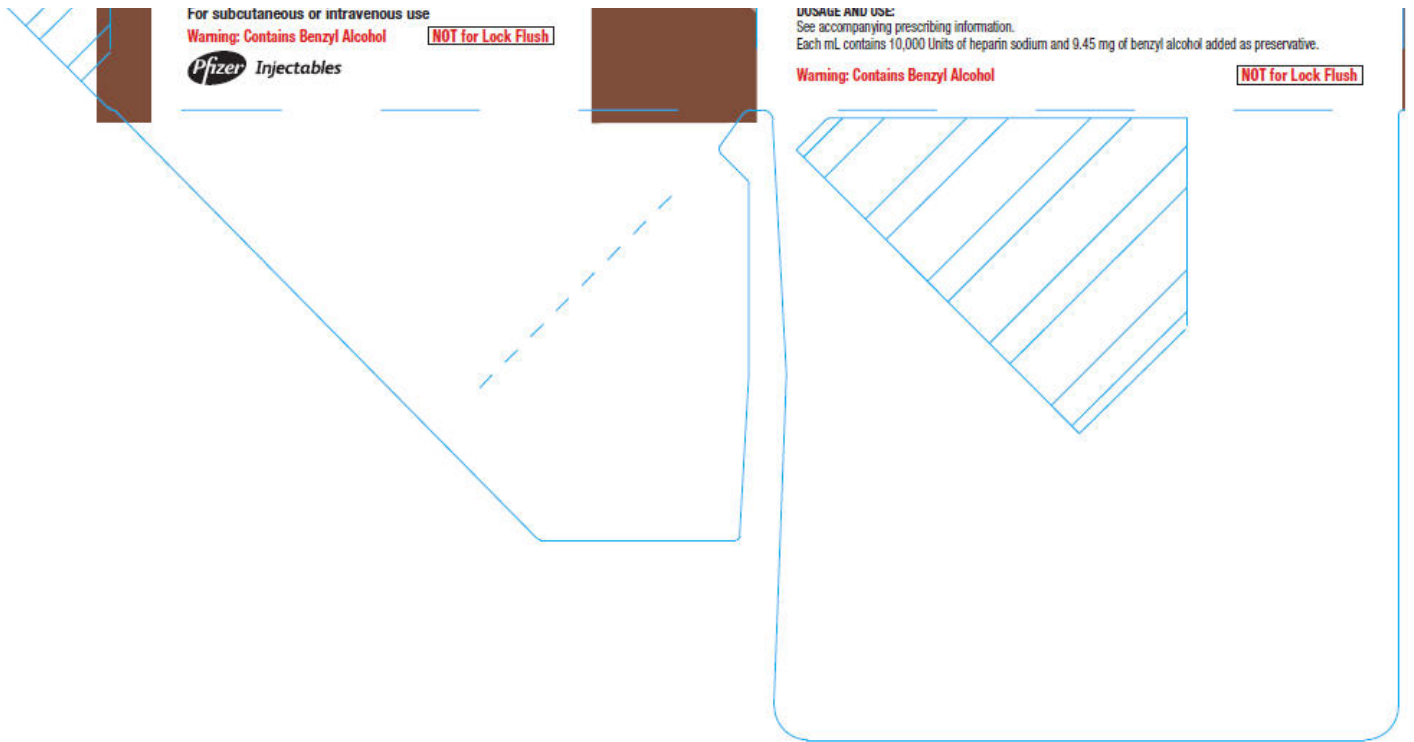 For subcutaneous or intravenous use
Warning: Contains Benzyl Alcohol
NOT for Lock Flush
Pfizer Injectables
DOSAGE AND USE:
See accompanying prescribing information.
Each mL contains 10,000 Units of heparin sodium and 9.45 mg of benzyl alcohol added as preservative.
Warning: Contains Benzyl Alcohol
NOT for Lock Flush